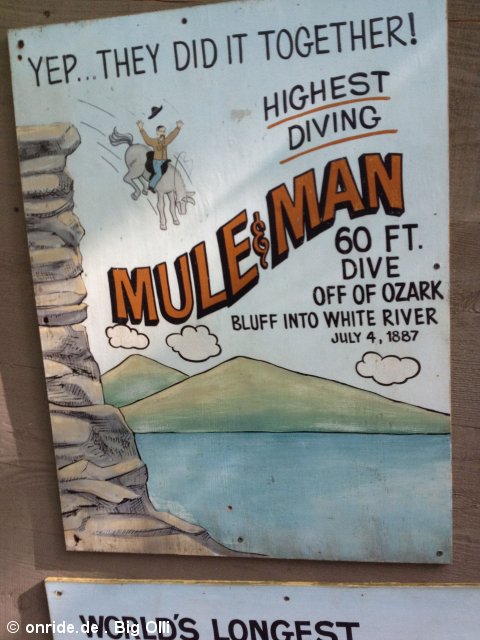 YEP...THEY DID IT TOGETHER!
HIGHEST
DIVING
MULE & MAN
60 FT.
DIVE
OFF OF OZARK
BLUFF INTO WHITE RIVER
JULY 4, 1887
WORLD'S LONGEST
© onride.de . Big Olli